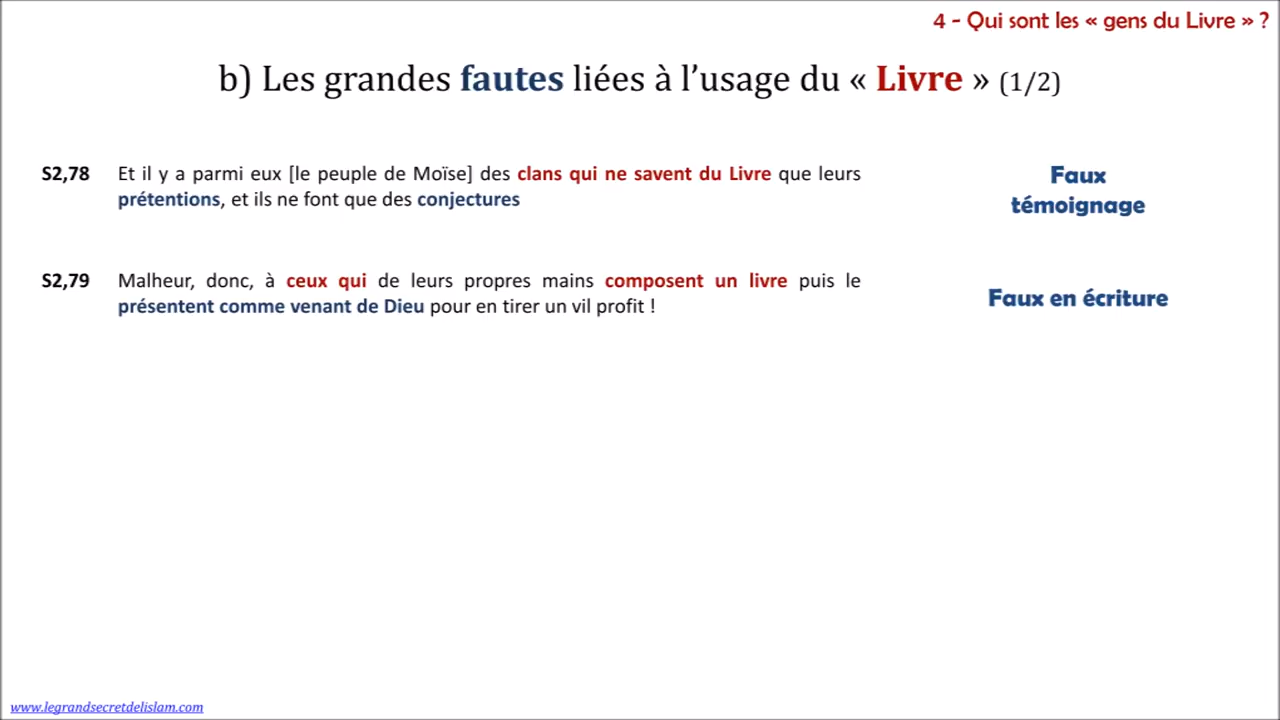 4 - Qui sont les « gens du Livre » ?
b) Les grandes fautes liées à l’usage du « Livre » (1/2)
S2,78 Et il y a parmi eux [le peuple de Moïse] des clans qui ne savent du Livre que leurs
prétentions, et ils ne font que des conjectures
Faux
témoignage
S2,79 Malheur, donc, à ceux qui de leurs propres mains composent un livre puis le
présentent comme venant de Dieu pour en tirer un vil profit !
Faux en écriture
www.legrandsecretdelislam.com